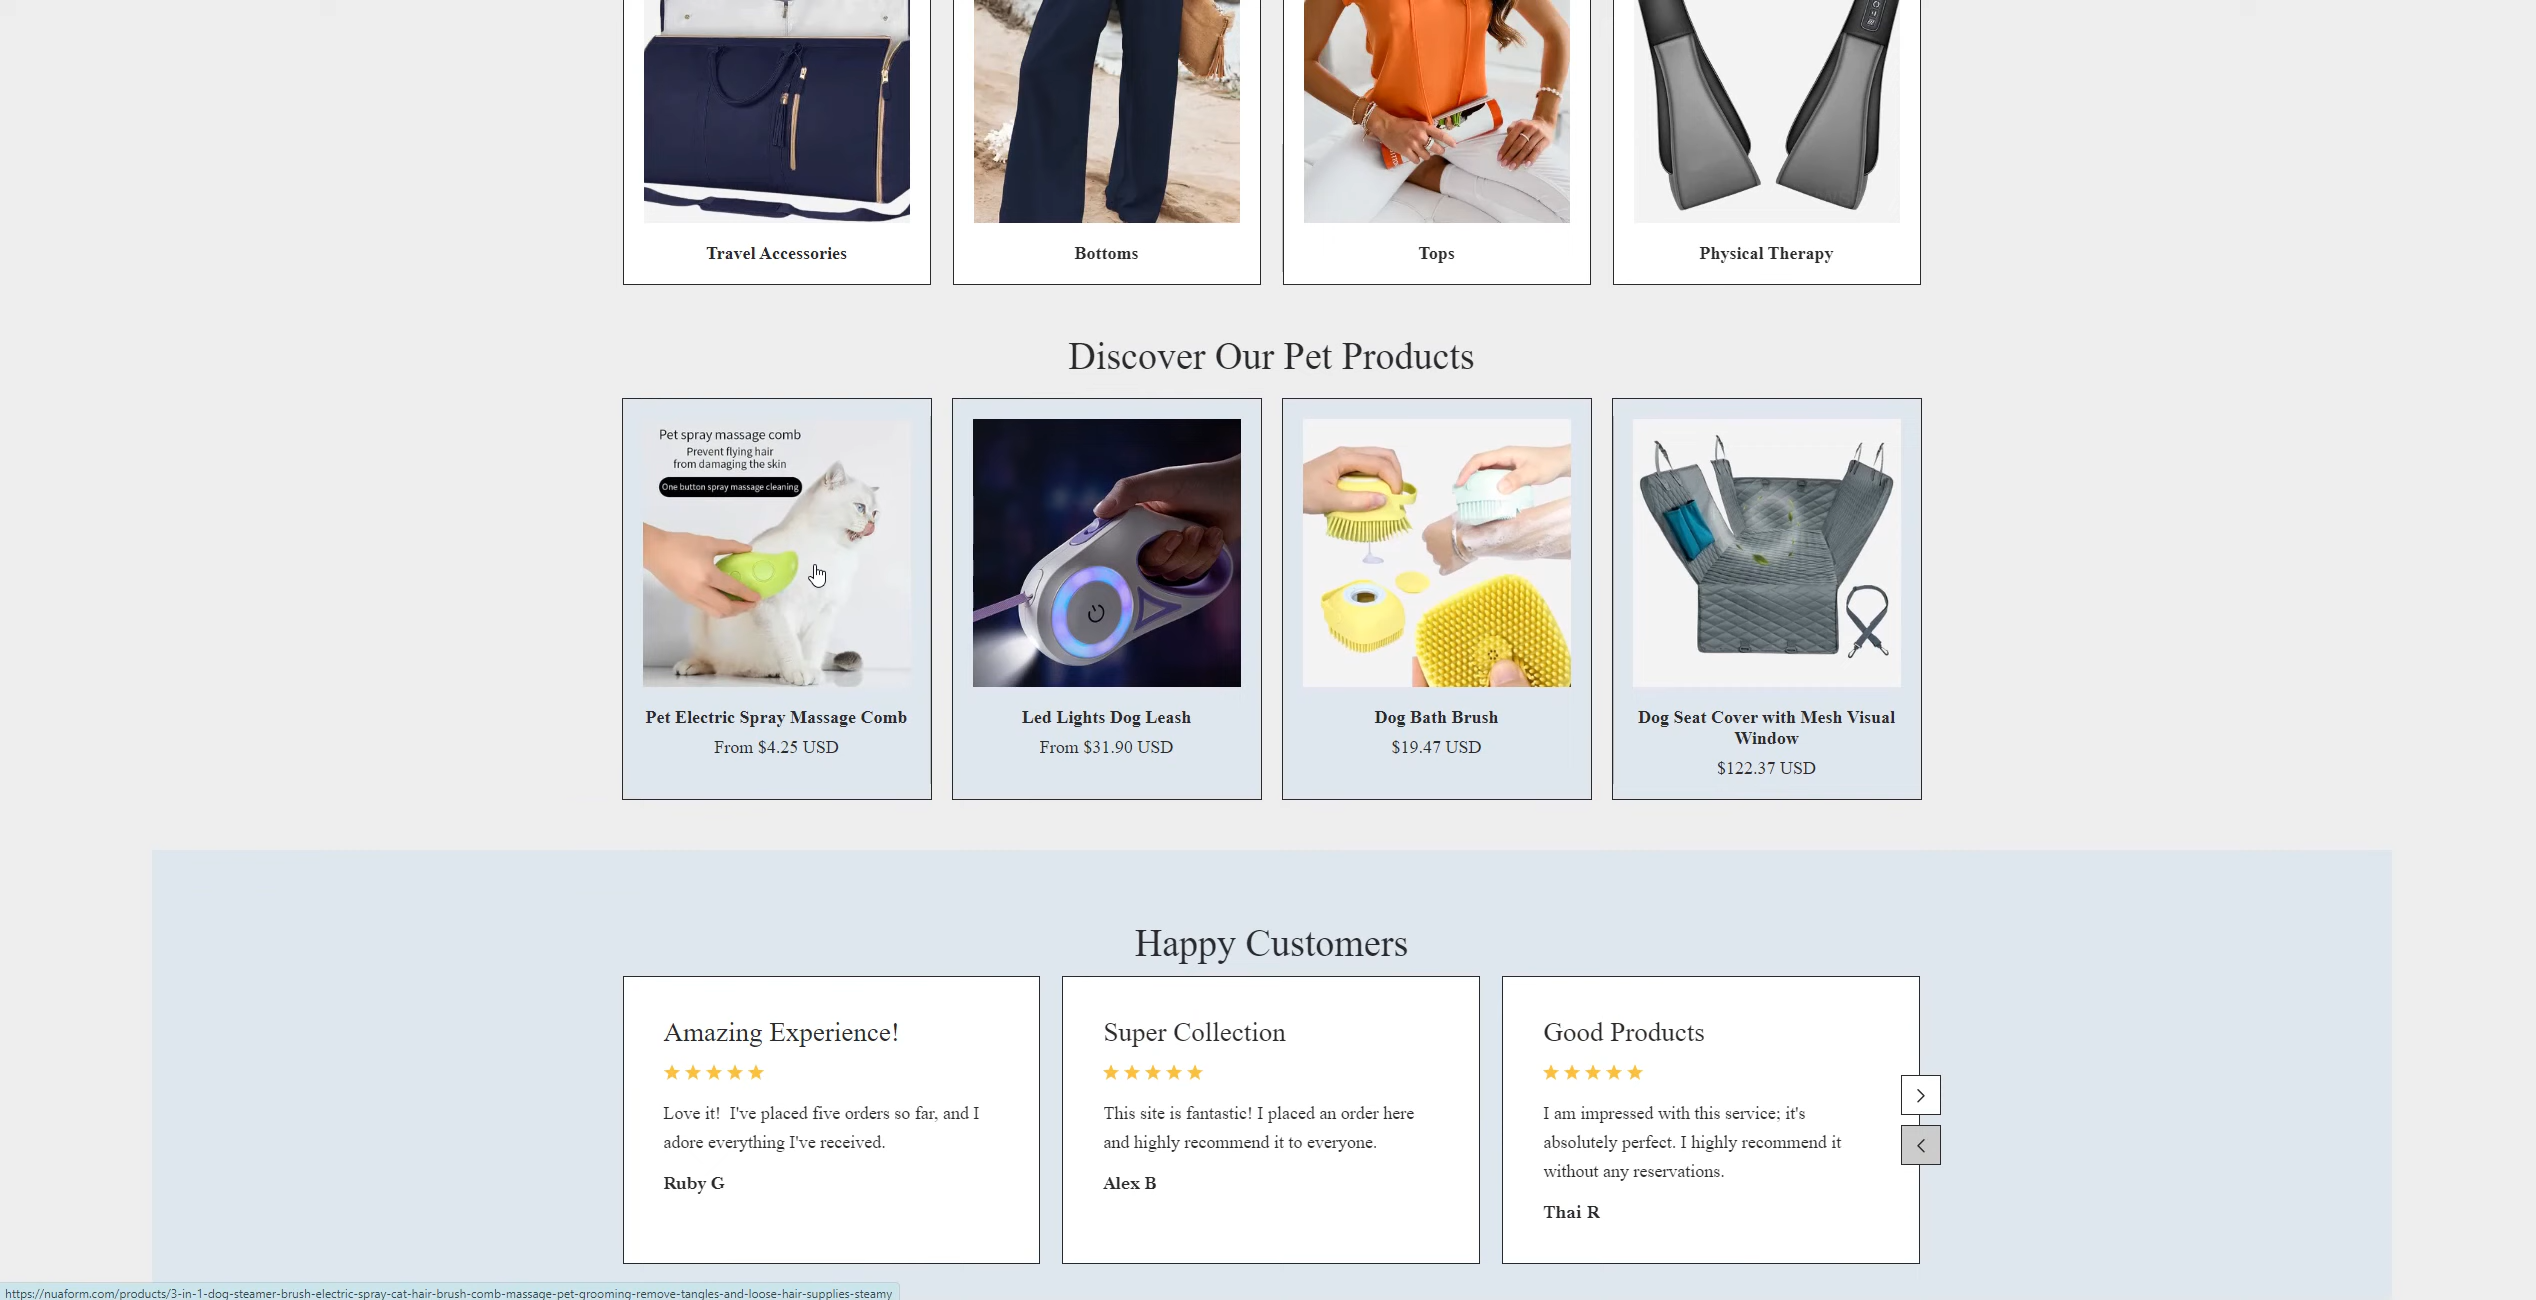 Travel Accessories
Bottoms
Tops
Physical Therapy
Discover Our Pet Products
Pet spray massage comb
Prevent flying hair
from damaging the skin
One button spray massage cleaning
Pet Electric Spray Massage Comb
From $4.25 USD
Led Lights Dog Leash
From $31.90 USD
Dog Bath Brush
$19.47 USD
Dog Seat Cover with Mesh Visual
Window
$122.37 USD
Happy Customers
Amazing Experience!
Love it!  I've placed five orders so far, and I
adore everything I've received.
Ruby G
Super Collection
This site is fantastic! I placed an order here
and highly recommend it to everyone.
Alex B
Good Products
I am impressed with this service; it's
absolutely perfect. I highly recommend it
without any reservations.
Thai R
https://nuaform.com/products/3-in-1-dog-steamer-brush-electric-spray-cat-hair-brush-comb-massage-pet-grooming-remove-tangles-and-loose-hair-supplies-steamy